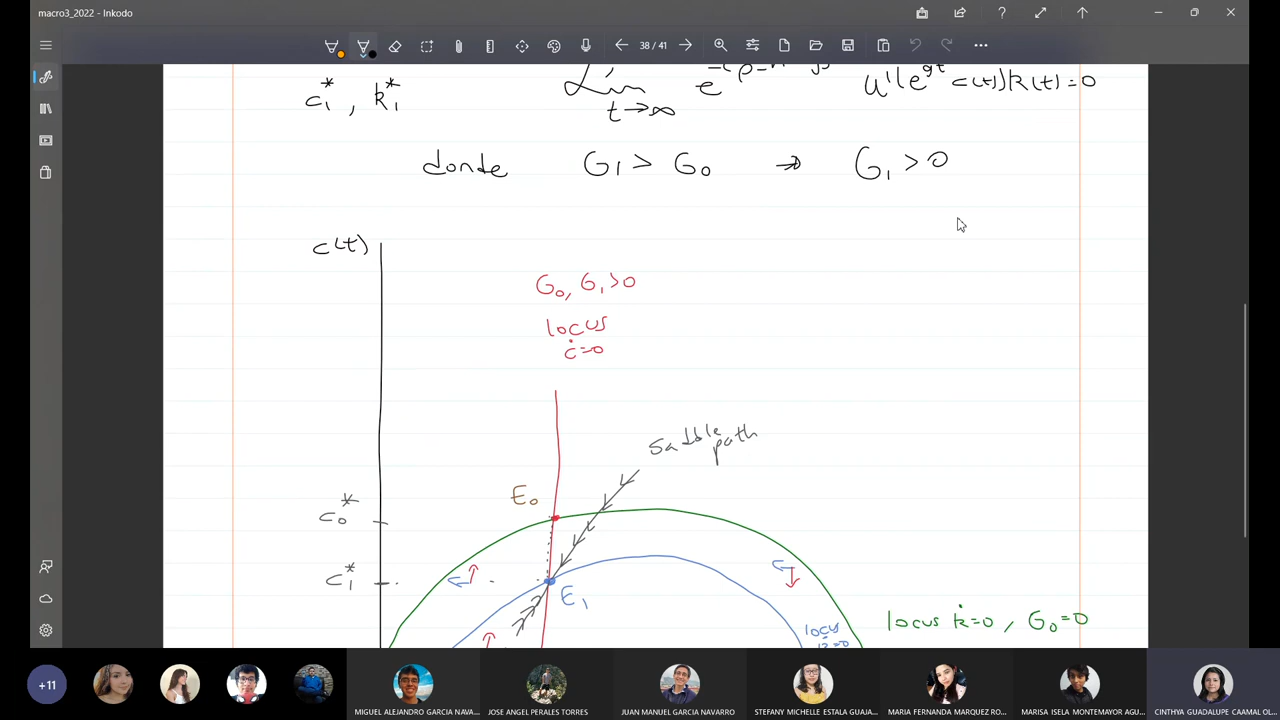 macro3_2022 - Inkodo
38 / 41
c₁*, k₁*
Lim
t→∞
u'(e^gt c(t))k(t)=0
donde G₁ > G₀ → G₁ > 0
c(t)
G₀, G₁>0
locus
ċ=0
saddle
path
E₀
c₀*
c₁*
E₁
locus
k̇=0
locus k̇=0, G₀=0
+11
MIGUEL ALEJANDRO GARCIA NAVA...
JOSE ANGEL PERALES TORRES
JUAN MANUEL GARCIA NAVARRO
STEFANY MICHELLE ESTALA GUAJA...
MARIA FERNANDA MARQUEZ RO...
MARISA ISELA MONTEMAYOR AGU...
CINTHYA GUADALUPE CAAMAL OL...